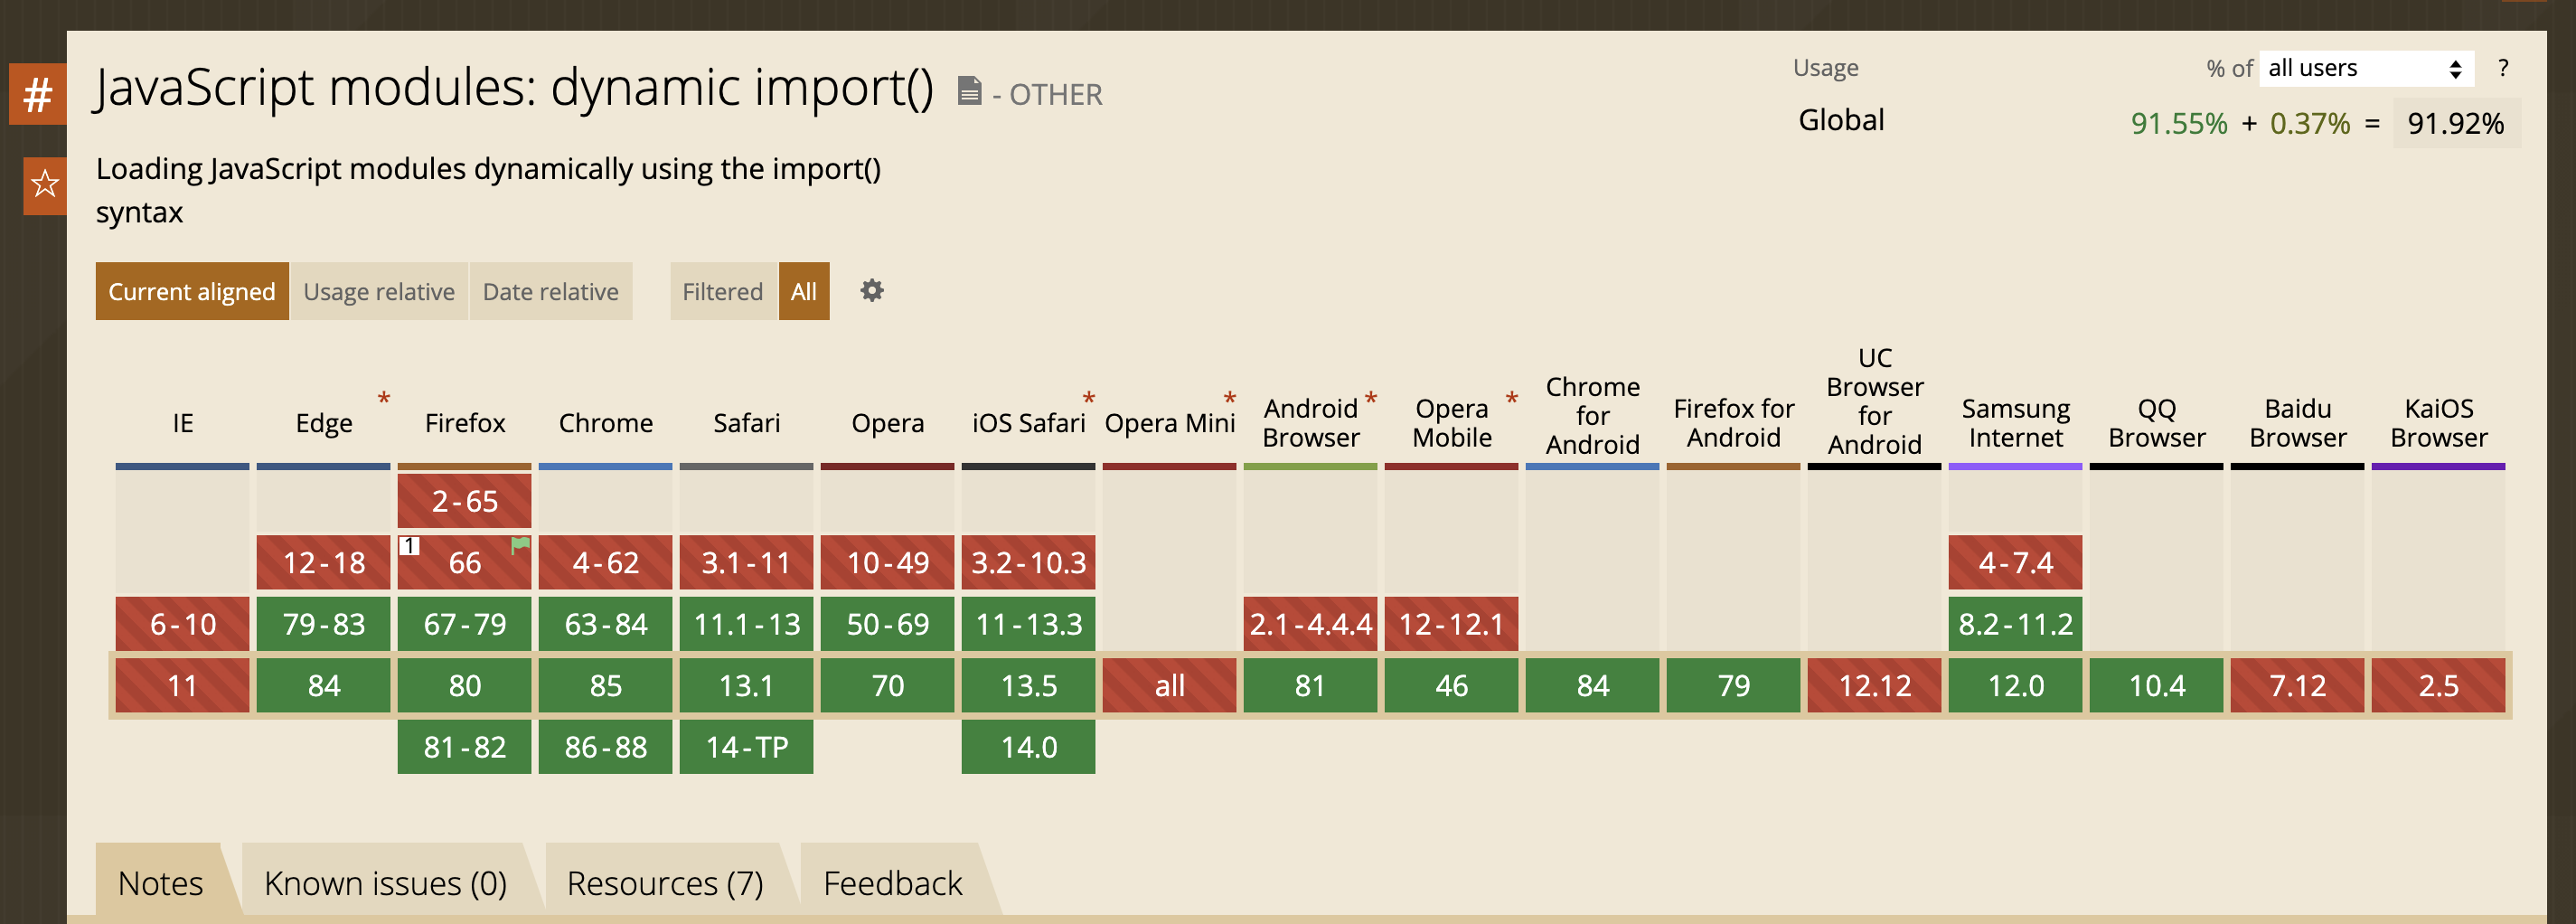 #
JavaScript modules: dynamic import() - OTHER
Usage % of all users ?
Global 91.55% + 0.37% = 91.92%
Loading JavaScript modules dynamically using the import()
syntax
Current aligned Usage relative Date relative Filtered All
IE Edge * Firefox Chrome Safari Opera iOS Safari * Opera Mini * Android Browser * Opera Mobile * Chrome for Android Firefox for Android UC Browser for Android Samsung Internet QQ Browser Baidu Browser KaiOS Browser
2-65
12-18 1 66 4-62 3.1-11 10-49 3.2-10.3 4-7.4
6-10 79-83 67-79 63-84 11.1-13 50-69 11-13.3 2.1-4.4.4 12-12.1 8.2-11.2
11 84 80 85 13.1 70 13.5 all 81 46 84 79 12.12 12.0 10.4 7.12 2.5
81-82 86-88 14-TP 14.0
Notes Known issues (0) Resources (7) Feedback